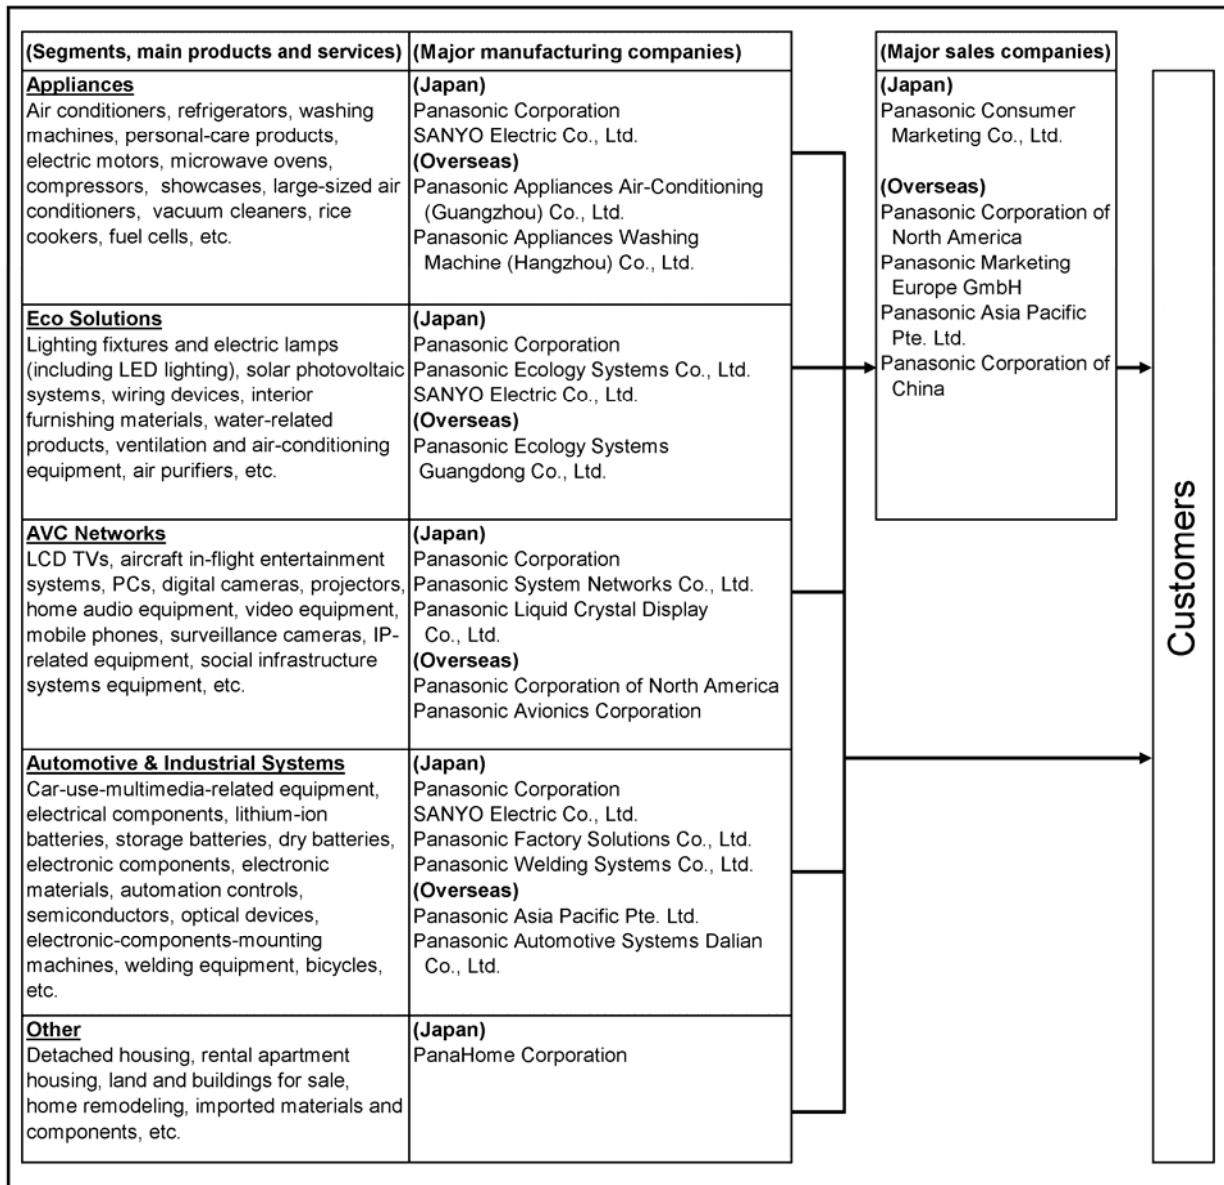 (Segments, main products and services)
(Major manufacturing companies)
(Major sales companies)
Appliances
Air conditioners, refrigerators, washing
machines, personal-care products,
electric motors, microwave ovens,
compressors, showcases, large-sized air
conditioners, vacuum cleaners, rice
cookers, fuel cells, etc.
(Japan)
Panasonic Corporation
SANYO Electric Co., Ltd.
(Overseas)
Panasonic Appliances Air-Conditioning
(Guangzhou) Co., Ltd.
Panasonic Appliances Washing
Machine (Hangzhou) Co., Ltd.
Eco Solutions
Lighting fixtures and electric lamps
(including LED lighting), solar photovoltaic
systems, wiring devices, interior
furnishing materials, water-related
products, ventilation and air-conditioning
equipment, air purifiers, etc.
(Japan)
Panasonic Corporation
Panasonic Ecology Systems Co., Ltd.
SANYO Electric Co., Ltd.
(Overseas)
Panasonic Ecology Systems
Guangdong Co., Ltd.
AVC Networks
LCD TVs, aircraft in-flight entertainment
systems, PCs, digital cameras, projectors,
home audio equipment, video equipment,
mobile phones, surveillance cameras, IP-
related equipment, social infrastructure
systems equipment, etc.
(Japan)
Panasonic Corporation
Panasonic System Networks Co., Ltd.
Panasonic Liquid Crystal Display
Co., Ltd.
(Overseas)
Panasonic Corporation of North America
Panasonic Avionics Corporation
Automotive & Industrial Systems
Car-use-multimedia-related equipment,
electrical components, lithium-ion
batteries, storage batteries, dry batteries,
electronic components, electronic
materials, automation controls,
semiconductors, optical devices,
electronic-components-mounting
machines, welding equipment, bicycles,
etc.
(Japan)
Panasonic Corporation
SANYO Electric Co., Ltd.
Panasonic Factory Solutions Co., Ltd.
Panasonic Welding Systems Co., Ltd.
(Overseas)
Panasonic Asia Pacific Pte. Ltd.
Panasonic Automotive Systems Dalian
Co., Ltd.
Other
Detached housing, rental apartment
housing, land and buildings for sale,
home remodeling, imported materials and
components, etc.
(Japan)
PanaHome Corporation
(Japan)
Panasonic Consumer
Marketing Co., Ltd.
(Overseas)
Panasonic Corporation of
North America
Panasonic Marketing
Europe GmbH
Panasonic Asia Pacific
Pte. Ltd.
Panasonic Corporation of
China
Customers